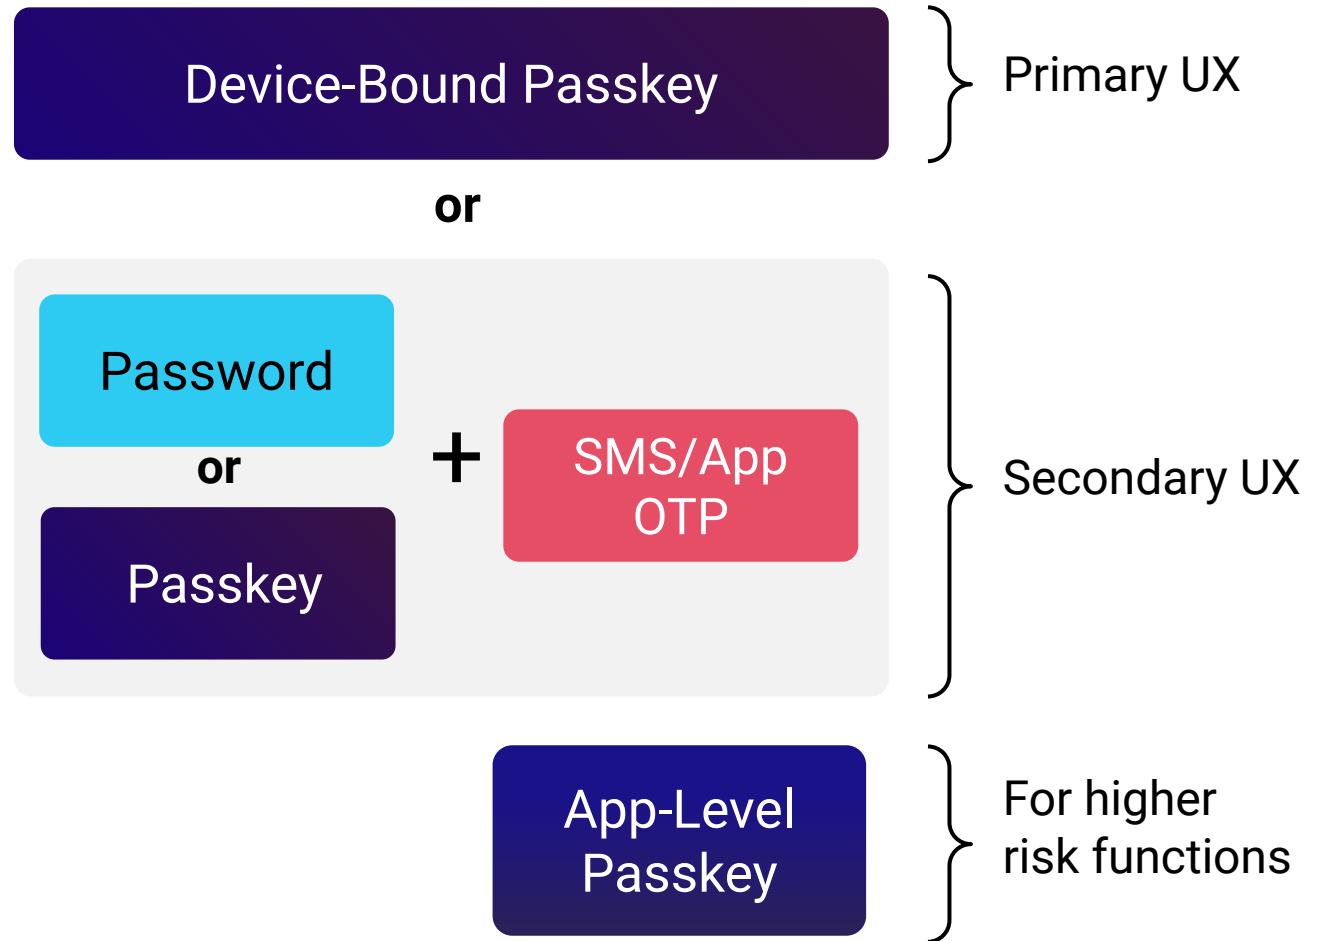 Device-Bound Passkey
Primary UX
or
Password
or
Passkey
+
SMS/App
OTP
Secondary UX
App-Level
Passkey
For higher
risk functions